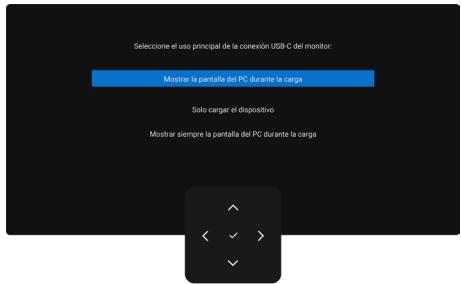 Seleccione el uso principal de la conexión USB-C del monitor:
Mostrar la pantalla del PC durante la carga
Solo cargar el dispositivo
Mostrar siempre la pantalla del PC durante la carga